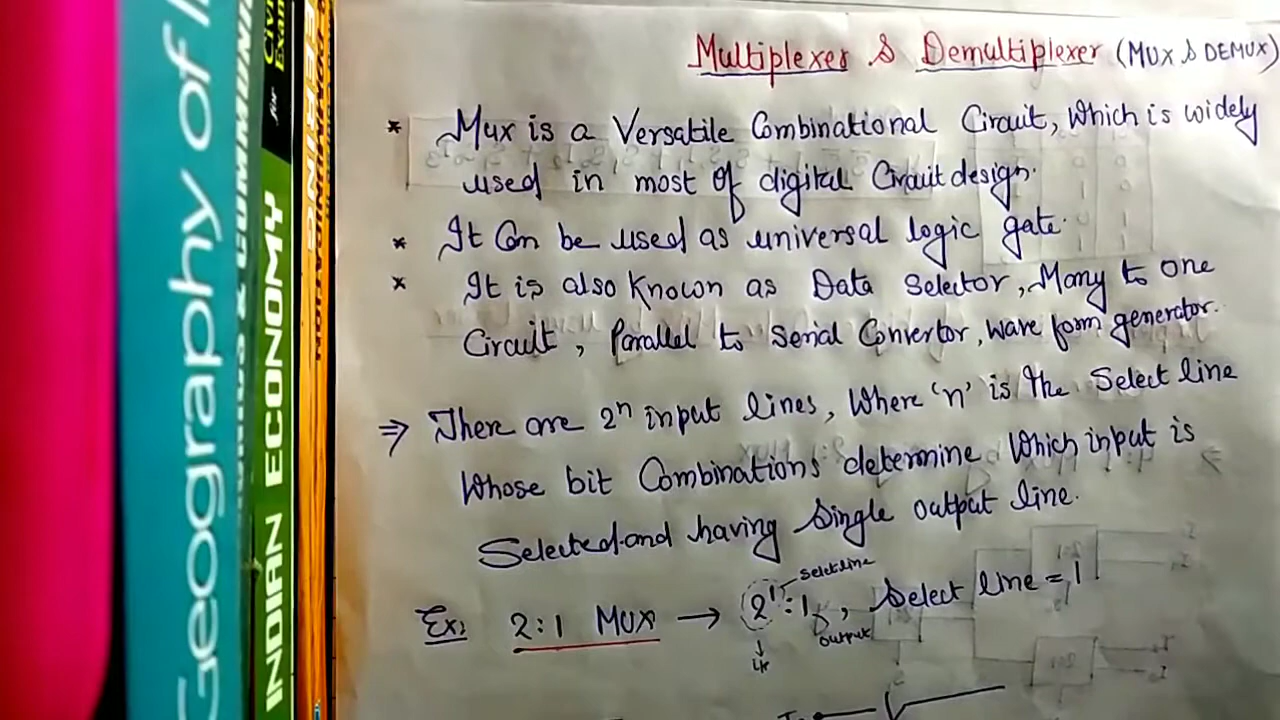 Multiplexer & Demultiplexer (MUX & DEMUX)
* Mux is a Versatile Combinational Circuit, which is widely
used in most of digital Circuit design.
* It Can be used as universal logic gate.
* It is also known as Data Selector, Many to one
Circuit, Parallel to Serial Convertor, wave form generator.
⇒ There are 2ⁿ input lines, Where 'n' is the Select line
Whose bit Combinations determine which input is
Selected and having Single output line.
select line
Ex: 2:1 MUX → 2¹:1, Select line = 1
output
Geography of
INDIAN ECONOMY
for